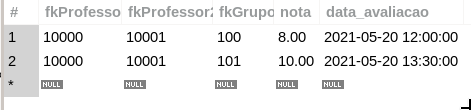 # fkProfesso fkProfessor2 fkGrupo nota data_avaliacao
1 10000 10001 100 8.00 2021-05-20 12:00:00
2 10000 10001 101 10.00 2021-05-20 13:30:00
* NULL NULL NULL NULL NULL